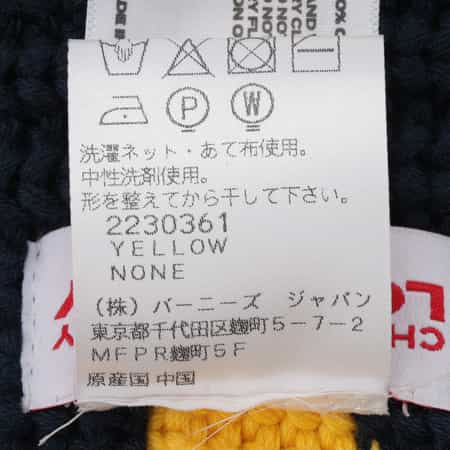 P W
洗濯ネット・あて布使用。
中性洗剤使用。
形を整えてから干して下さい。
2230361
YELLOW
NONE
（株）バーニーズ ジャパン
東京都千代田区麹町5-7-2
MFPR麹町5F
原産国 中国